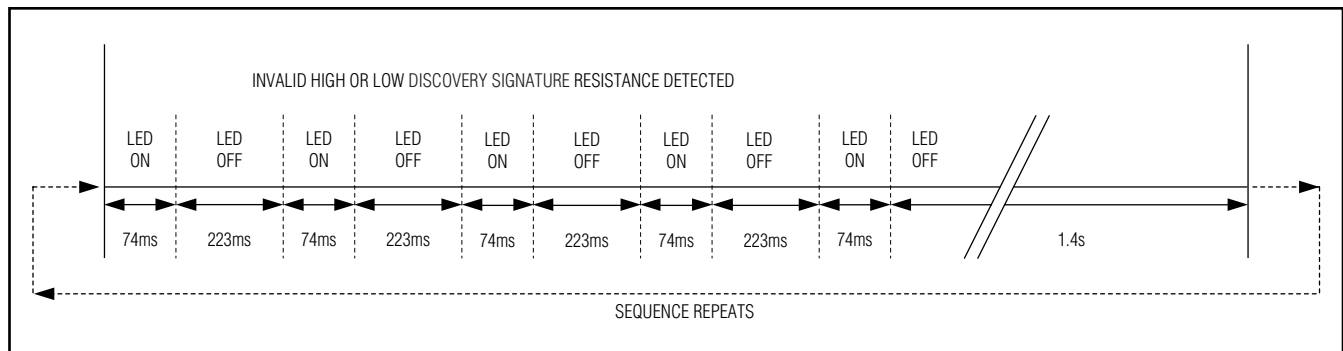 INVALID HIGH OR LOW DISCOVERY SIGNATURE RESISTANCE DETECTED
LED ON
LED OFF
LED ON
LED OFF
LED ON
LED OFF
LED ON
LED OFF
LED ON
LED OFF
74ms
223ms
74ms
223ms
74ms
223ms
74ms
223ms
74ms
1.4s
SEQUENCE REPEATS